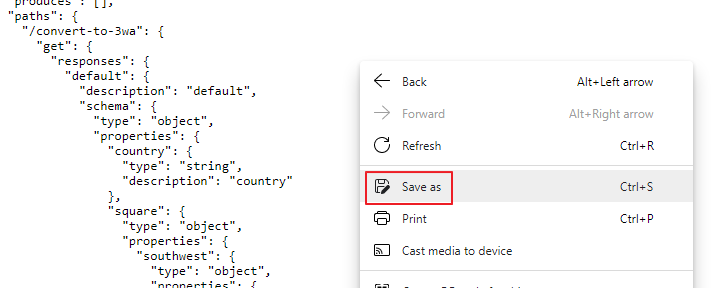 "produces": [],
"paths": {
"/convert-to-3wa": {
"get": {
"responses": {
"default": {
"description": "default",
"schema": {
"type": "object",
"properties": {
"country": {
"type": "string",
"description": "country"
},
"square": {
"type": "object",
"properties": {
"southwest": {
"type": "object",
"properties": {
Back Alt+Left arrow
Forward Alt+Right arrow
Refresh Ctrl+R
Save as Ctrl+S
Print Ctrl+P
Cast media to device